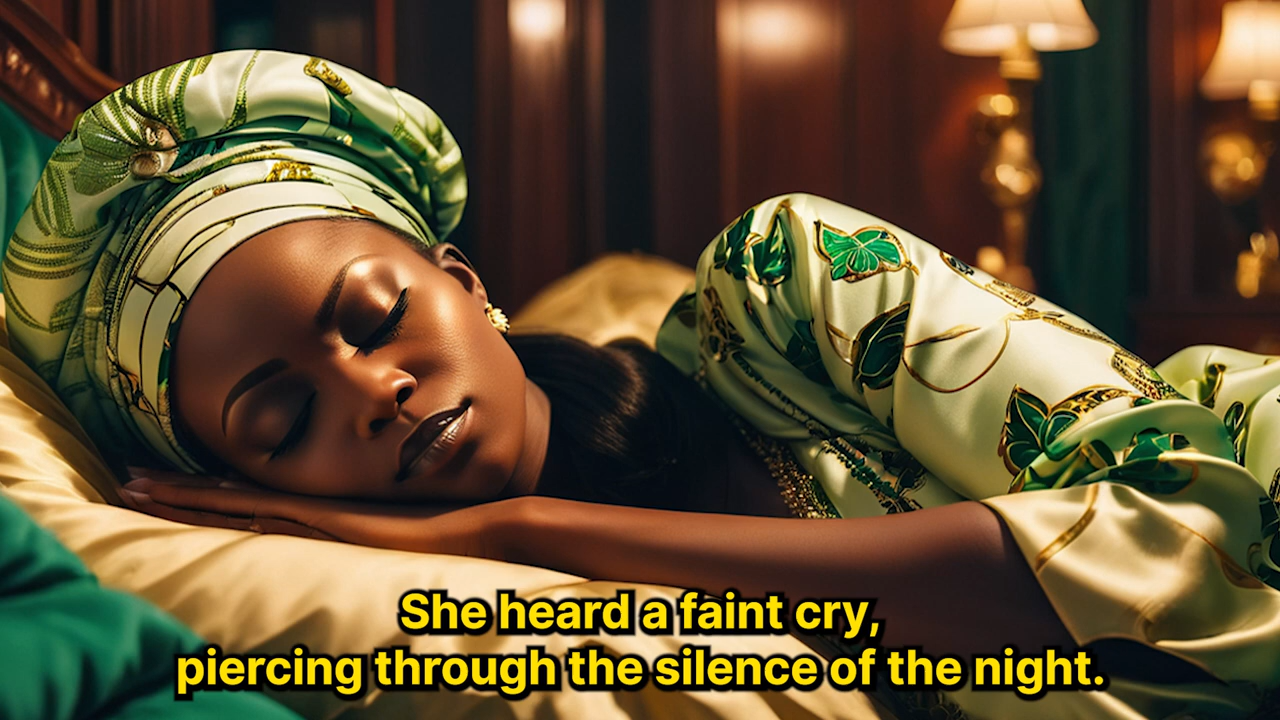 She heard a faint cry,
piercing through the silence of the night.